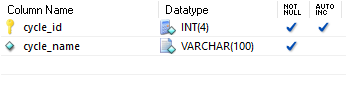 Column Name Datatype NOT NULL AUTO INC
cycle_id INT(4)
cycle_name VARCHAR(100)